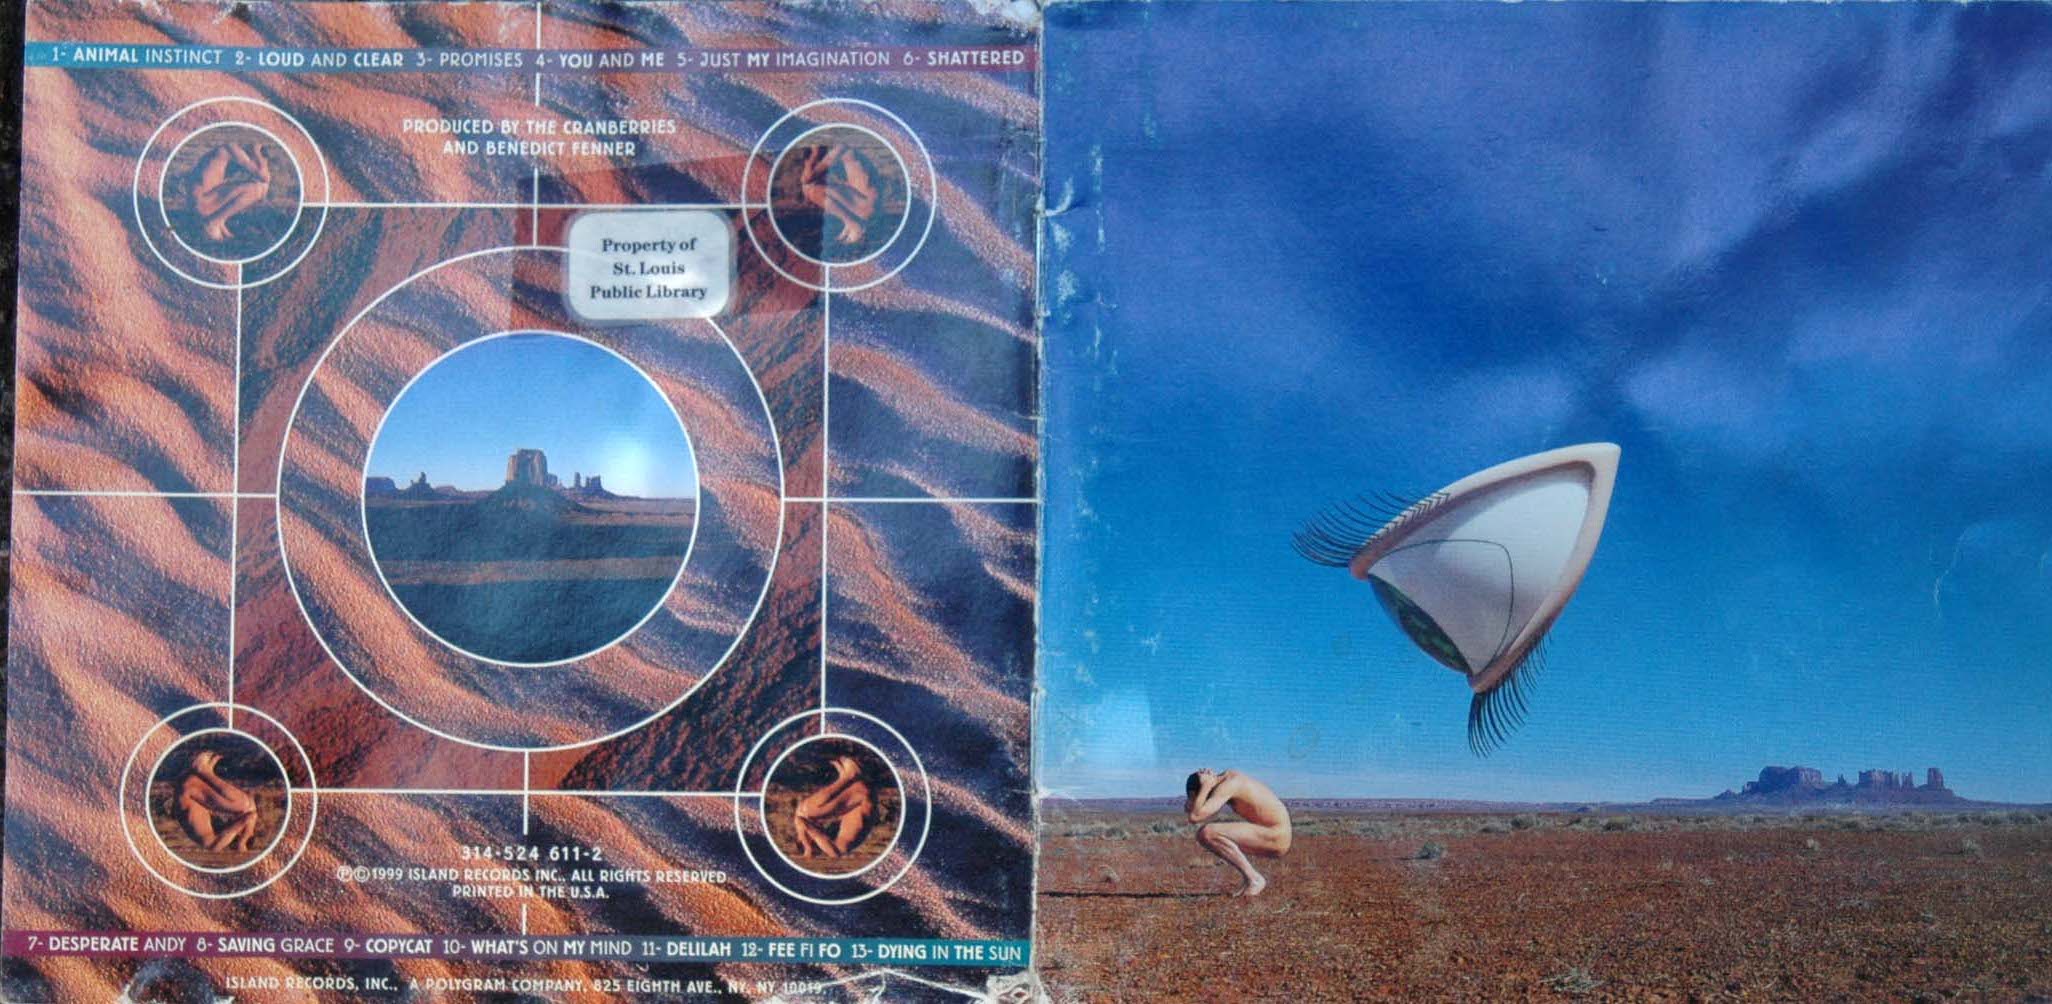 1- ANIMAL INSTINCT 2- LOUD AND CLEAR 3- PROMISES 4- YOU AND ME 5- JUST MY IMAGINATION 6- SHATTERED
PRODUCED BY THE CRANBERRIES
AND BENEDICT FENNER
Property of
St. Louis
Public Library
314-524 611-2
℗©1999 ISLAND RECORDS INC., ALL RIGHTS RESERVED
PRINTED IN THE U.S.A.
7- DESPERATE ANDY 8- SAVING GRACE 9- COPYCAT 10- WHAT'S ON MY MIND 11- DELILAH 12- FEE FI FO 13- DYING IN THE SUN
ISLAND RECORDS, INC., A POLYGRAM COMPANY, 825 EIGHTH AVE., NY, NY 10019.